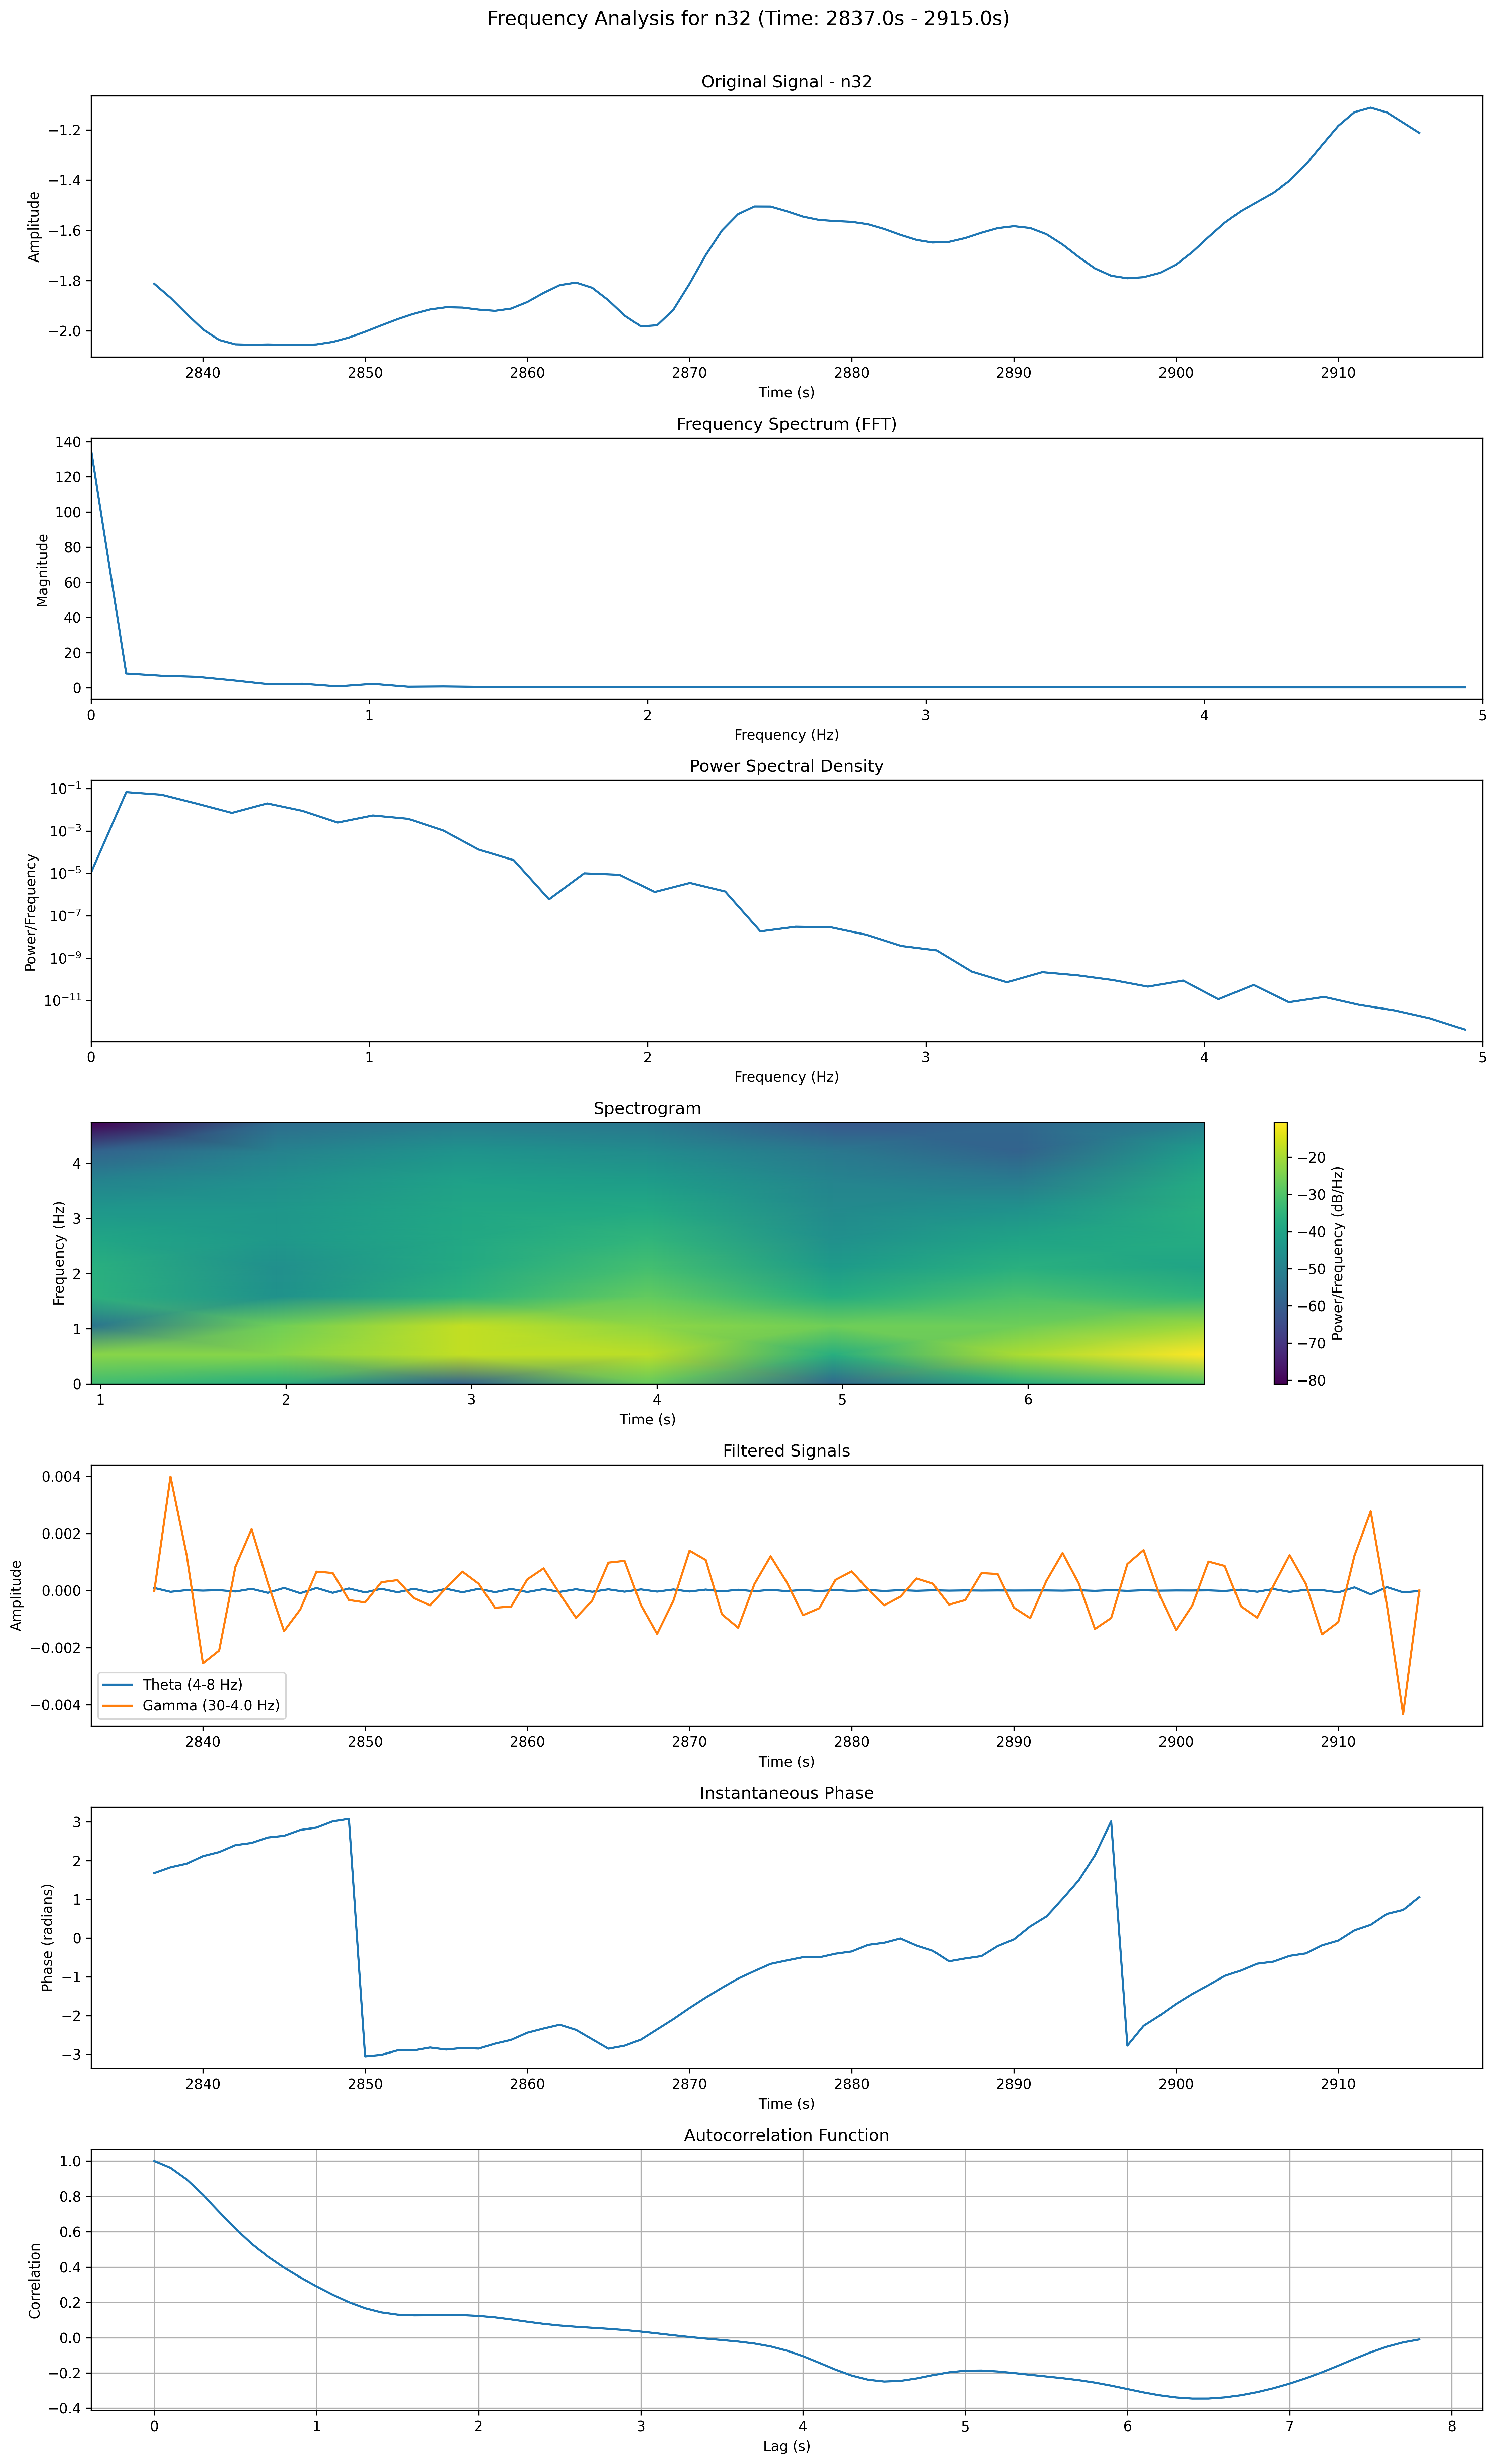 Frequency Analysis for n32 (Time: 2837.0s - 2915.0s)
Original Signal - n32
Amplitude
−1.2
−1.4
−1.6
−1.8
−2.0
2840 2850 2860 2870 2880 2890 2900 2910
Time (s)
Frequency Spectrum (FFT)
Magnitude
140
120
100
80
60
40
20
0
0 1 2 3 4 5
Frequency (Hz)
Power Spectral Density
Power/Frequency
10⁻¹
10⁻³
10⁻⁵
10⁻⁷
10⁻⁹
10⁻¹¹
0 1 2 3 4 5
Frequency (Hz)
Spectrogram
Frequency (Hz)
4
3
2
1
0
1 2 3 4 5 6
Time (s)
−20
−30
−40
−50
−60
−70
−80
Power/Frequency (dB/Hz)
Filtered Signals
Amplitude
0.004
0.002
0.000
−0.002
−0.004
Theta (4-8 Hz)
Gamma (30-4.0 Hz)
2840 2850 2860 2870 2880 2890 2900 2910
Time (s)
Instantaneous Phase
Phase (radians)
3
2
1
0
−1
−2
−3
2840 2850 2860 2870 2880 2890 2900 2910
Time (s)
Autocorrelation Function
Correlation
1.0
0.8
0.6
0.4
0.2
0.0
−0.2
−0.4
0 1 2 3 4 5 6 7 8
Lag (s)